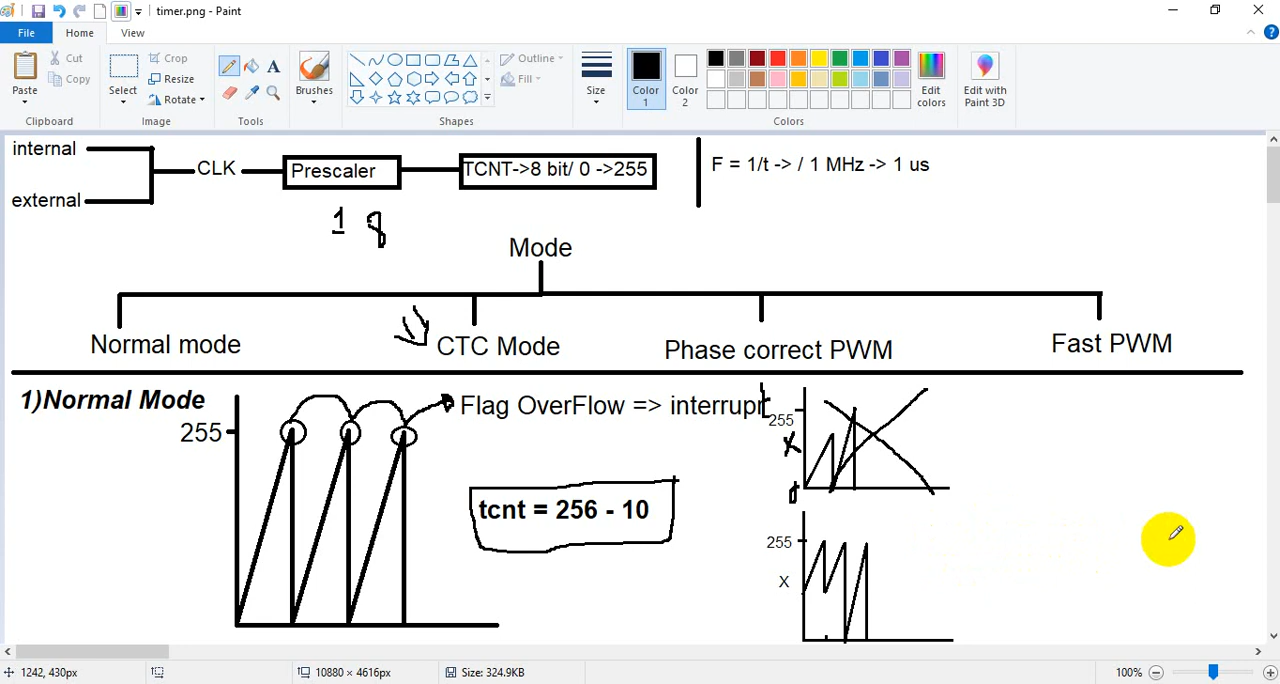 timer.png - Paint
File Home View
Paste
Cut
Copy
Clipboard
Select
Crop
Resize
Rotate
Image
A
Tools
Brushes
Outline
Fill
Shapes
Size
Color 1
Color 2
Edit colors
Colors
Edit with Paint 3D
internal
external
CLK
Prescaler
TCNT->8 bit/ 0 ->255
F = 1/t -> / 1 MHz -> 1 us
1 8
Mode
Normal mode
CTC Mode
Phase correct PWM
Fast PWM
1)Normal Mode
255
Flag OverFlow => interrupt
tcnt = 256 - 10
255
X
0
255
X
1242, 430px
10880 × 4616px
Size: 324.9KB
100%